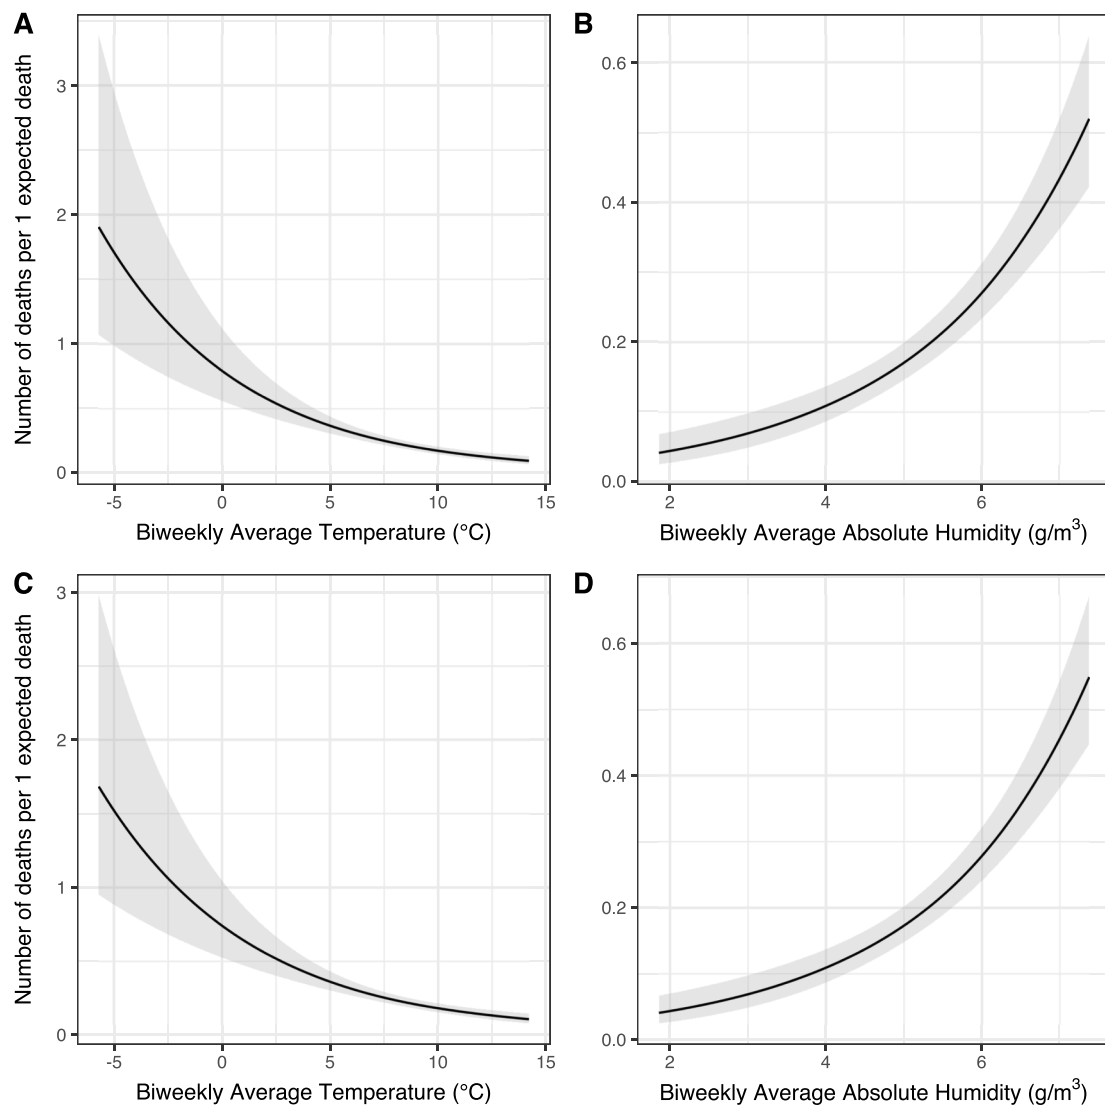 A
Number of deaths per 1 expected death
3
2
1
0
-5 0 5 10 15
Biweekly Average Temperature (°C)
B
0.6
0.4
0.2
0.0
2 4 6
Biweekly Average Absolute Humidity (g/m³)
C
Number of deaths per 1 expected death
3
2
1
0
-5 0 5 10 15
Biweekly Average Temperature (°C)
D
0.6
0.4
0.2
0.0
2 4 6
Biweekly Average Absolute Humidity (g/m³)